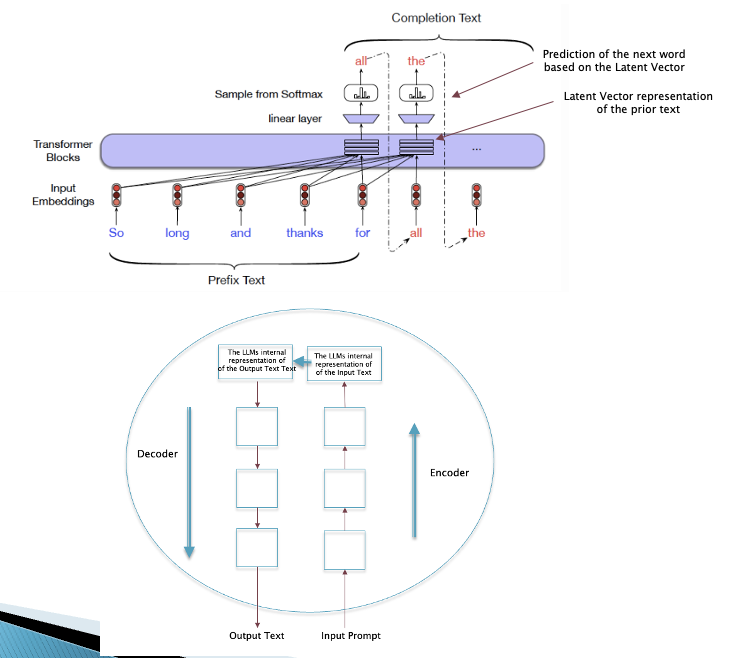 Completion Text
all
the
Prediction of the next word
based on the Latent Vector
Sample from Softmax
Latent Vector representation
of the prior text
linear layer
Transformer
Blocks
...
Input
Embeddings
So
long
and
thanks
for
all
the
Prefix Text
The LLMs internal
representation of
of the Output Text Text
The LLMs internal
representation of
of the Input Text
Decoder
Encoder
Output Text
Input Prompt